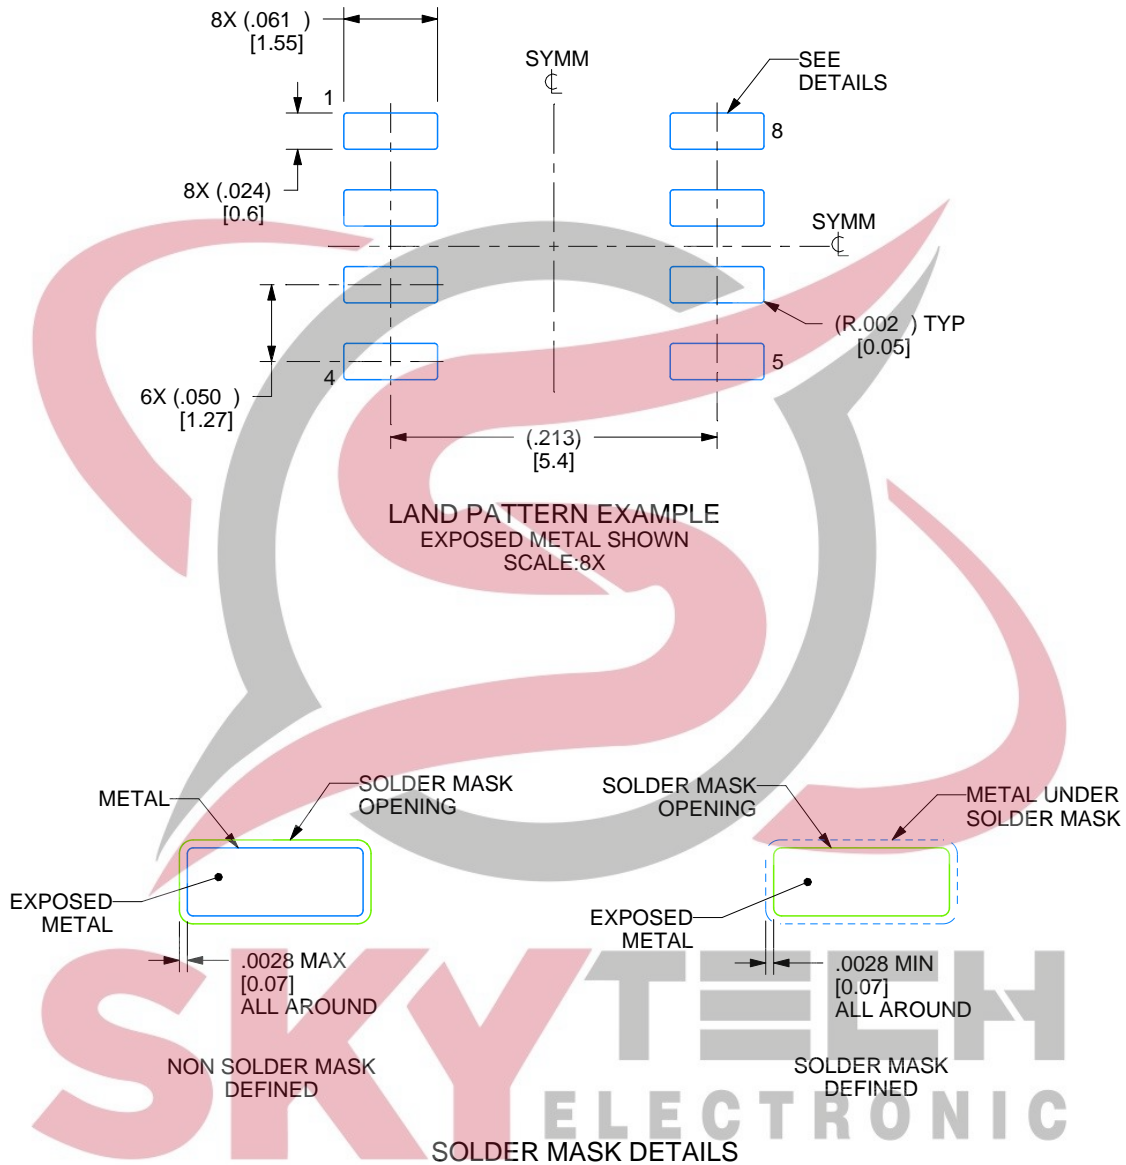 8X (.061 )
[1.55]
SYMM
SEE
DETAILS
1
8
8X (.024)
[0.6]
SYMM
(R.002 ) TYP
[0.05]
4
5
6X (.050 )
[1.27]
(.213)
[5.4]
LAND PATTERN EXAMPLE
EXPOSED METAL SHOWN
SCALE:8X
METAL
SOLDER MASK
OPENING
EXPOSED
METAL
.0028 MAX
[0.07]
ALL AROUND
NON SOLDER MASK
DEFINED
SOLDER MASK
OPENING
METAL UNDER
SOLDER MASK
EXPOSED
METAL
.0028 MIN
[0.07]
ALL AROUND
SOLDER MASK
DEFINED
SOLDER MASK DETAILS
SKYTECH
ELECTRONIC